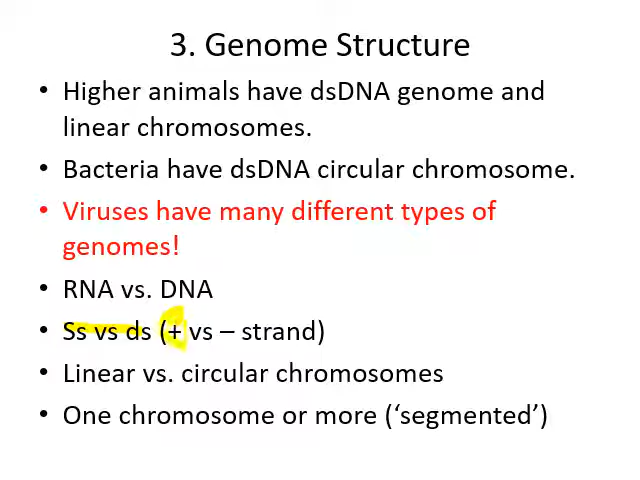 3. Genome Structure
• Higher animals have dsDNA genome and
linear chromosomes.
• Bacteria have dsDNA circular chromosome.
• Viruses have many different types of
genomes!
• RNA vs. DNA
• Ss vs ds (+ vs – strand)
• Linear vs. circular chromosomes
• One chromosome or more (‘segmented’)